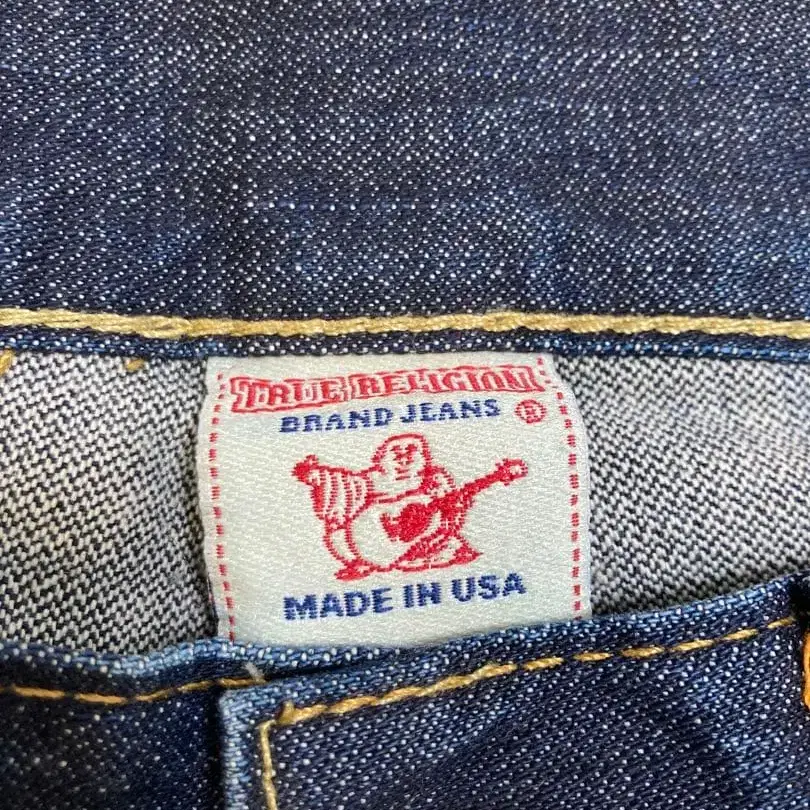 TRUE RELIGION
BRAND JEANS ®
MADE IN USA